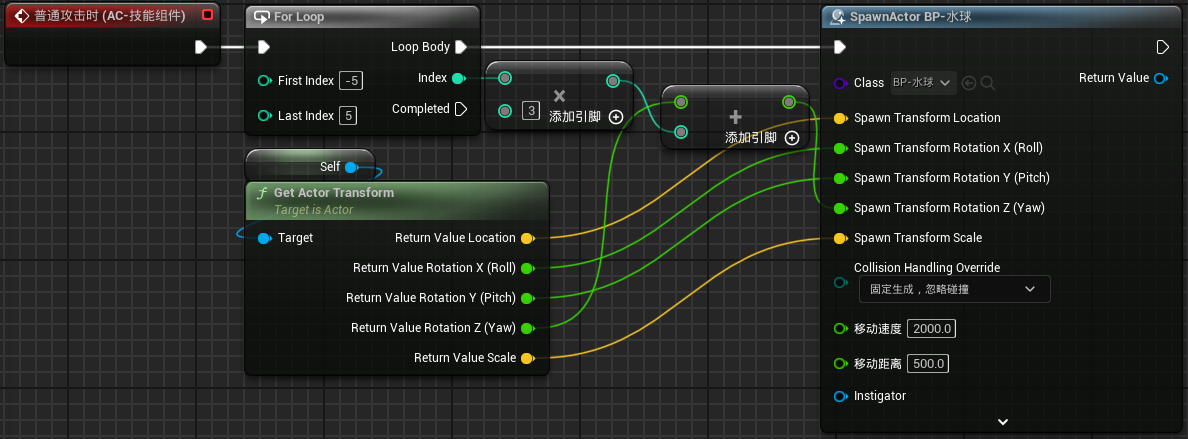 普通攻击时 (AC-技能组件)
For Loop
Loop Body
First Index -5
Index
Last Index 5
Completed
×
3 添加引脚
+
添加引脚
Self
f Get Actor Transform
Target is Actor
Target
Return Value Location
Return Value Rotation X (Roll)
Return Value Rotation Y (Pitch)
Return Value Rotation Z (Yaw)
Return Value Scale
SpawnActor BP-水球
Class BP-水球
Return Value
Spawn Transform Location
Spawn Transform Rotation X (Roll)
Spawn Transform Rotation Y (Pitch)
Spawn Transform Rotation Z (Yaw)
Spawn Transform Scale
Collision Handling Override
固定生成，忽略碰撞
移动速度 2000.0
移动距离 500.0
Instigator